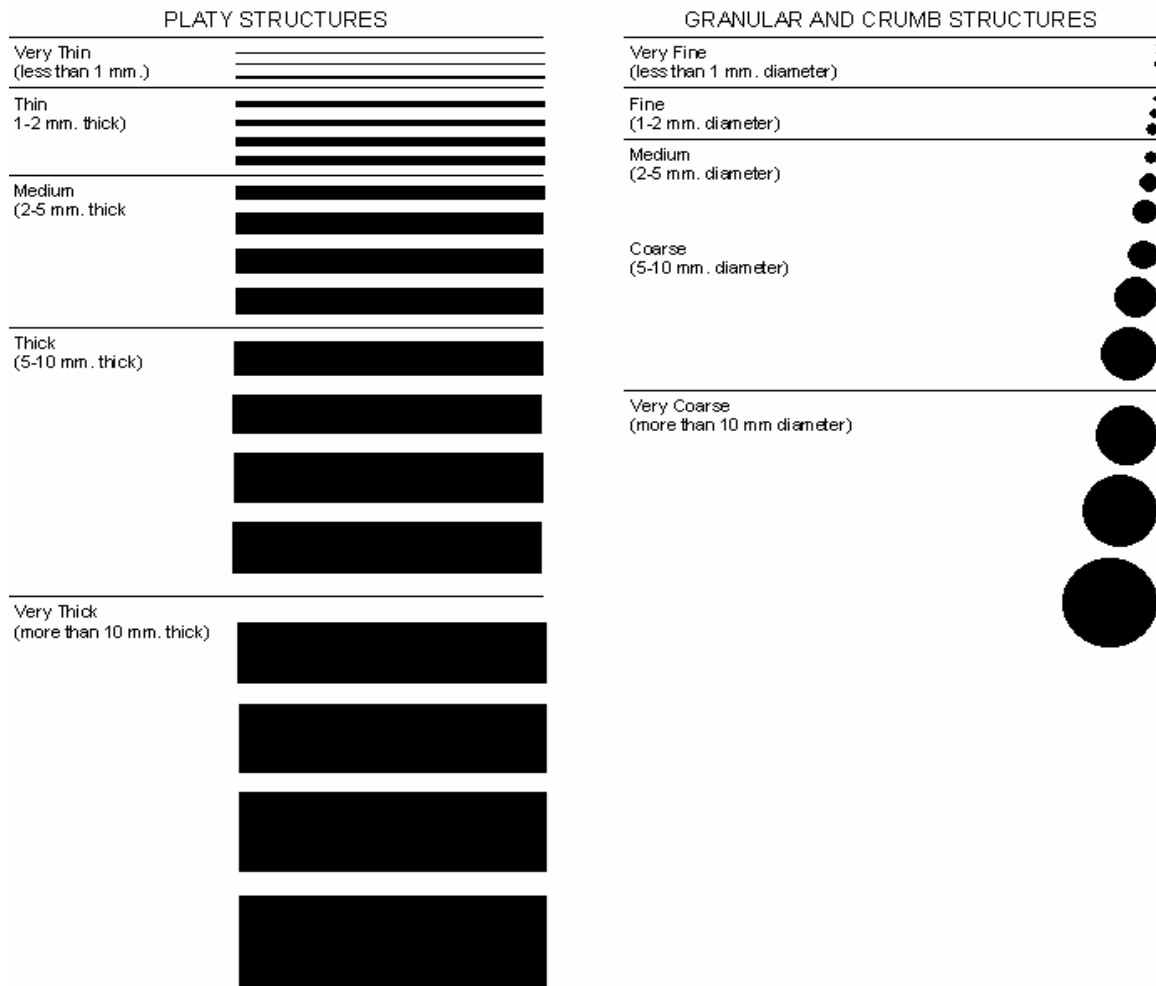 PLATY STRUCTURES
Very Thin
(less than 1 mm.)
Thin
1-2 mm. thick)
Medium
(2-5 mm. thick
Thick
(5-10 mm. thick)
Very Thick
(more than 10 mm. thick)
GRANULAR AND CRUMB STRUCTURES
Very Fine
(less than 1 mm. diameter)
Fine
(1-2 mm. diameter)
Medium
(2-5 mm. diameter)
Coarse
(5-10 mm. diameter)
Very Coarse
(more than 10 mm diameter)